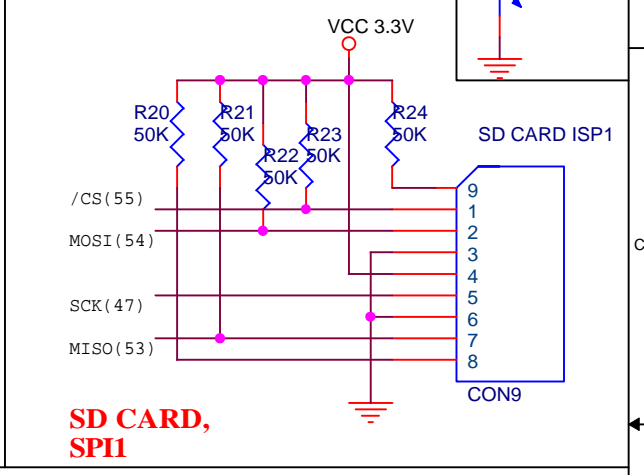 VCC 3.3V
R20
50K
R21
50K
R22
50K
R23
50K
R24
50K
SD CARD ISP1
/CS(55)
MOSI(54)
SCK(47)
MISO(53)
9
1
2
3
4
5
6
7
8
CON9
C
SD CARD,
SPI1